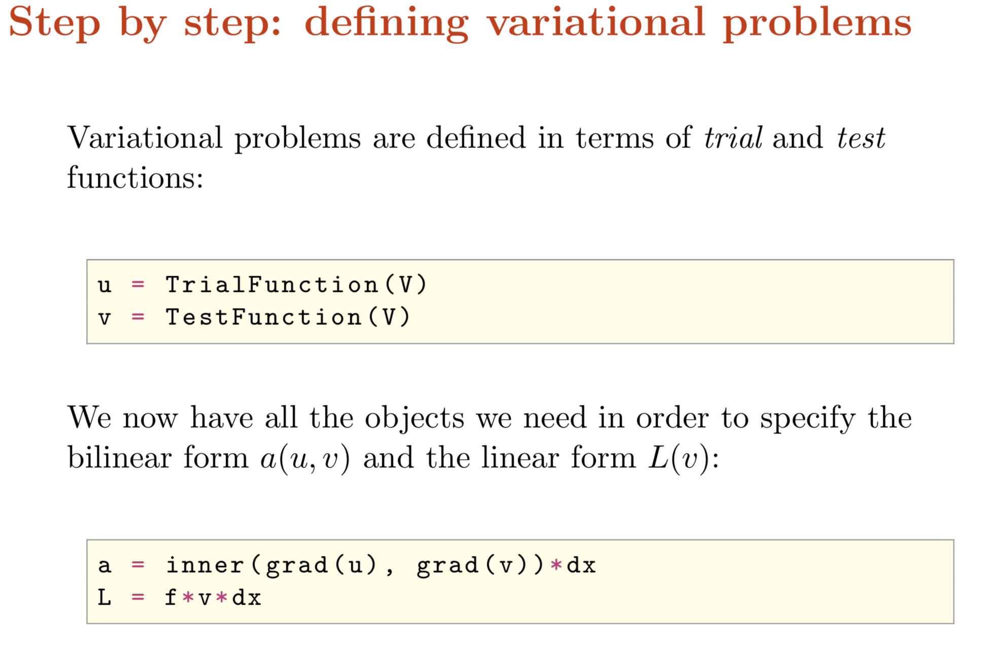 Step by step: defining variational problems
Variational problems are defined in terms of trial and test
functions:
u = TrialFunction(V)
v = TestFunction(V)
We now have all the objects we need in order to specify the
bilinear form a(u, v) and the linear form L(v):
a = inner(grad(u), grad(v))*dx
L = f*v*dx